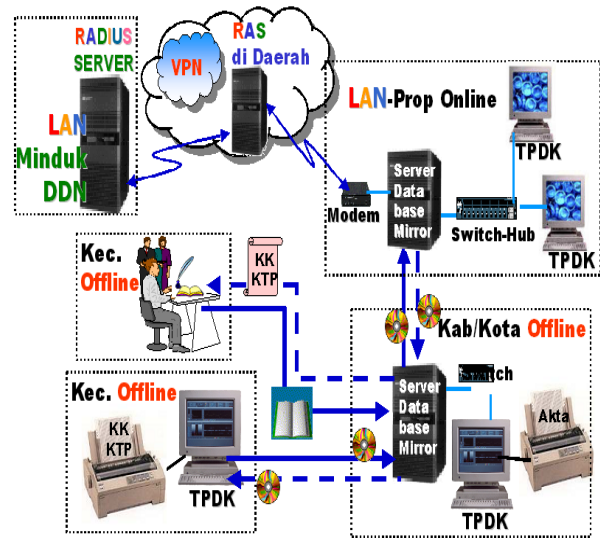 RADIUS
SERVER
LAN
Minduk
DDN
VPN
RAS
di Daerah
LAN-Prop Online
TPDK
Server
Data
base
Mirror
Modem
Switch-Hub
TPDK
Kec.
Offline
KK
KTP
Kab/Kota Offline
Switch
Server
Data
base
Mirror
Akta
TPDK
Kec. Offline
KK
KTP
TPDK